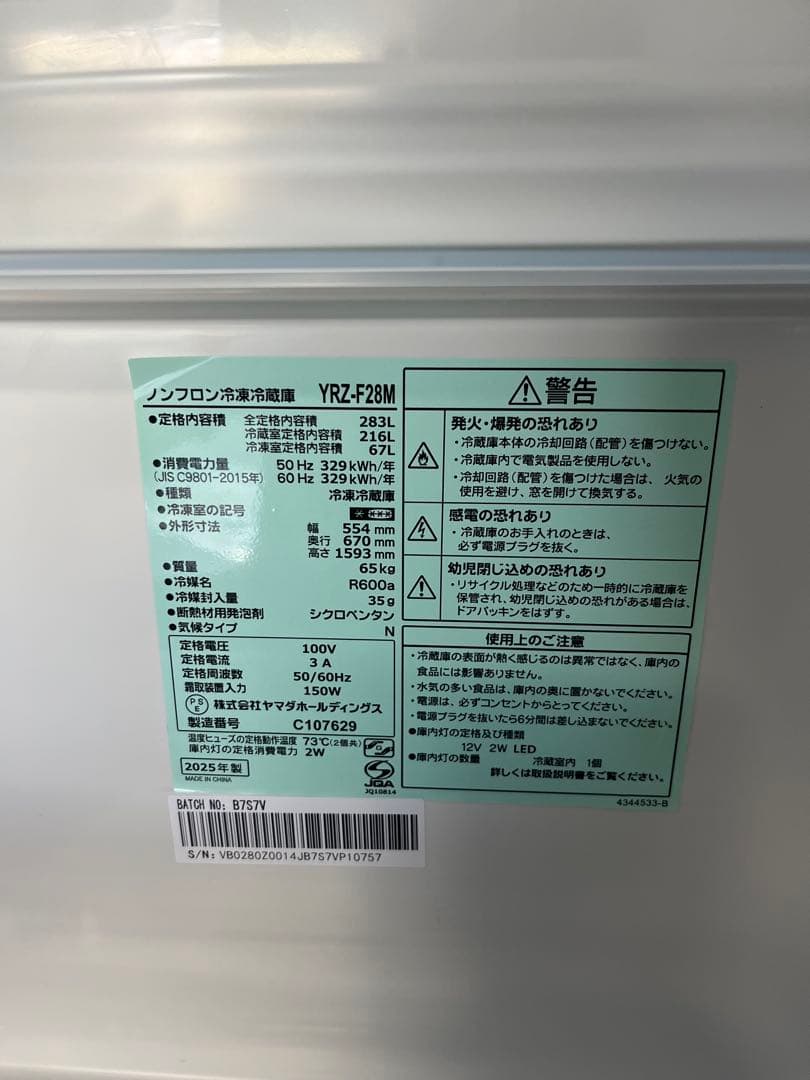 ノンフロン冷凍冷蔵庫 YRZ-F28M
●定格内容積 全定格内容積 283L
冷蔵室定格内容積 216L
冷凍室定格内容積 67L
●消費電力量 50Hz 329kWh/年
(JIS C9801-2015年) 60Hz 329kWh/年
●種類 冷凍冷蔵庫
●冷凍室の記号
●外形寸法 幅 554mm
奥行 670mm
高さ 1593mm
●質量 65kg
●冷媒名 R600a
●冷媒封入量 35g
●断熱材用発泡剤 シクロペンタン
●気候タイプ N
定格電圧 100V
定格電流 3A
定格周波数 50/60Hz
霜取装置入力 150W
PSE 株式会社ヤマダホールディングス
製造番号 C107629
温度ヒューズの定格動作温度 73℃(2個共)
庫内灯の定格消費電力 2W
2025年製
MADE IN CHINA
JQA
JQ10814
警告
発火・爆発の恐れあり
・冷蔵庫本体の冷却回路(配管)を傷つけない。
・冷蔵庫内で電気製品を使用しない。
・冷却回路(配管)を傷つけた場合は、火気の
使用を避け、窓を開けて換気する。
感電の恐れあり
・冷蔵庫のお手入れのときは、
必ず電源プラグを抜く。
幼児閉じ込めの恐れあり
・リサイクル処理などのため一時的に冷蔵庫を
保管され、幼児閉じ込めの恐れがある場合は、
ドアパッキンをはずす。
使用上のご注意
・冷蔵庫の表面が熱く感じるのは異常ではなく、庫内の
食品には影響ありません。
・水気の多い食品は、庫内の奥に置かないでください。
・電源は、必ずコンセントからとってください。
・電源プラグを抜いたら6分間は差し込まないでください。
●庫内灯の定格及び種類
12V 2W LED
●庫内灯の数量 冷蔵室内 1個
詳しくは取扱説明書をご覧ください。
4344533-B
BATCH NO: B7S7V
S/N: VB0280Z0014JB7S7VP10757